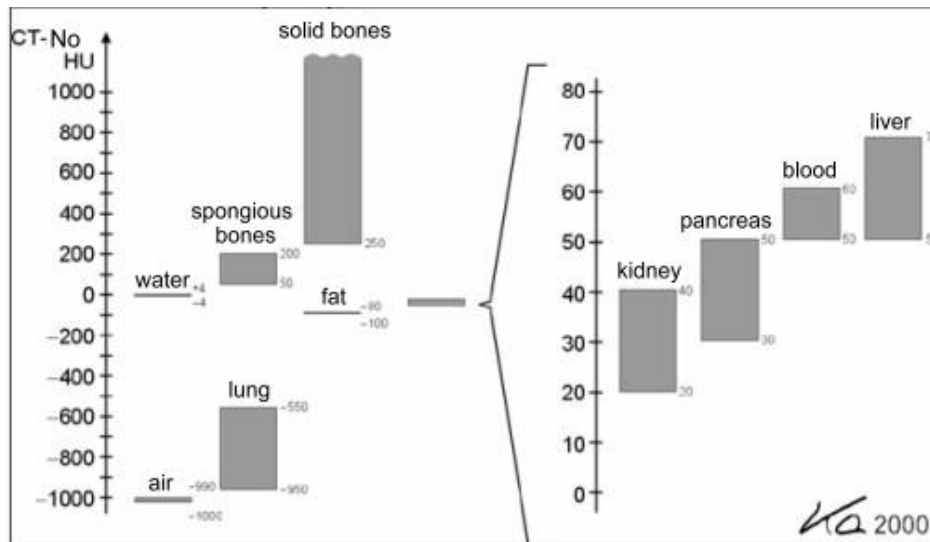 CT-No
HU
1000
800
600
400
200
0
–200
–400
–600
–800
–1000
solid bones
250
spongious
bones
200
50
water
+4
–4
fat
–100
lung
–550
–950
air
–990
–1000
80
70
60
50
40
30
20
10
0
kidney
40
20
pancreas
50
30
blood
60
50
liver
2000